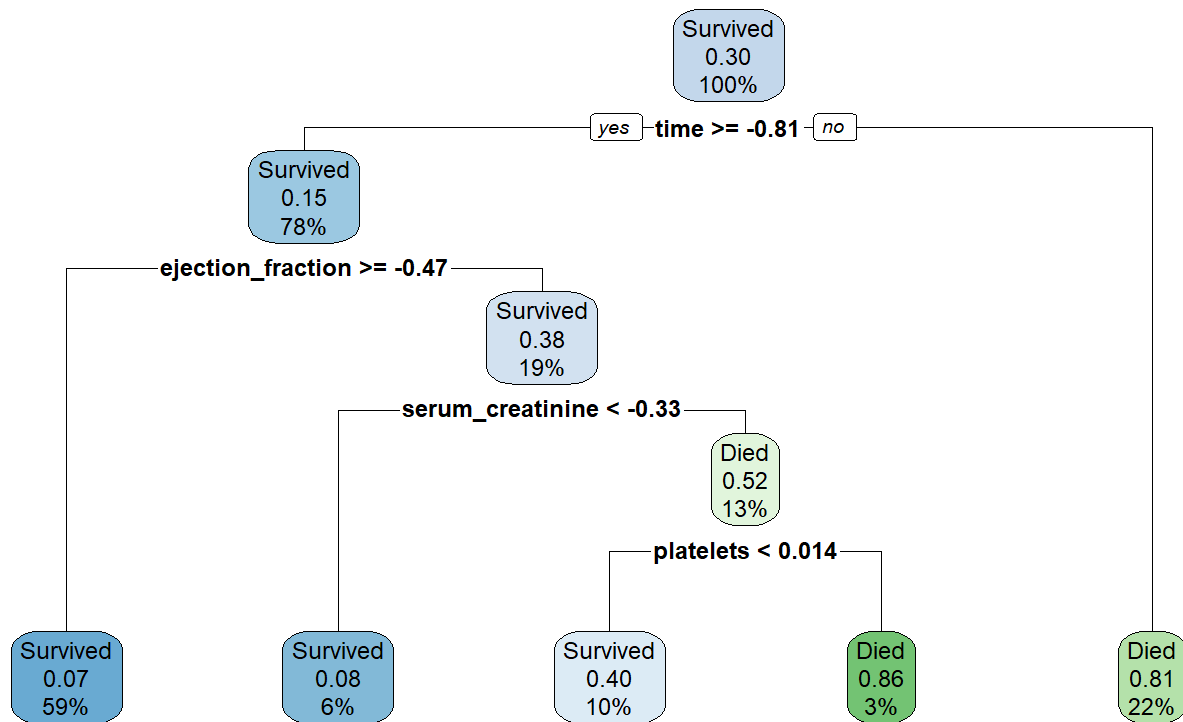 Survived
0.30
100%
yes
time >= -0.81
no
Survived
0.15
78%
ejection_fraction >= -0.47
Survived
0.38
19%
serum_creatinine < -0.33
Died
0.52
13%
platelets < 0.014
Survived
0.07
59%
Survived
0.08
6%
Survived
0.40
10%
Died
0.86
3%
Died
0.81
22%